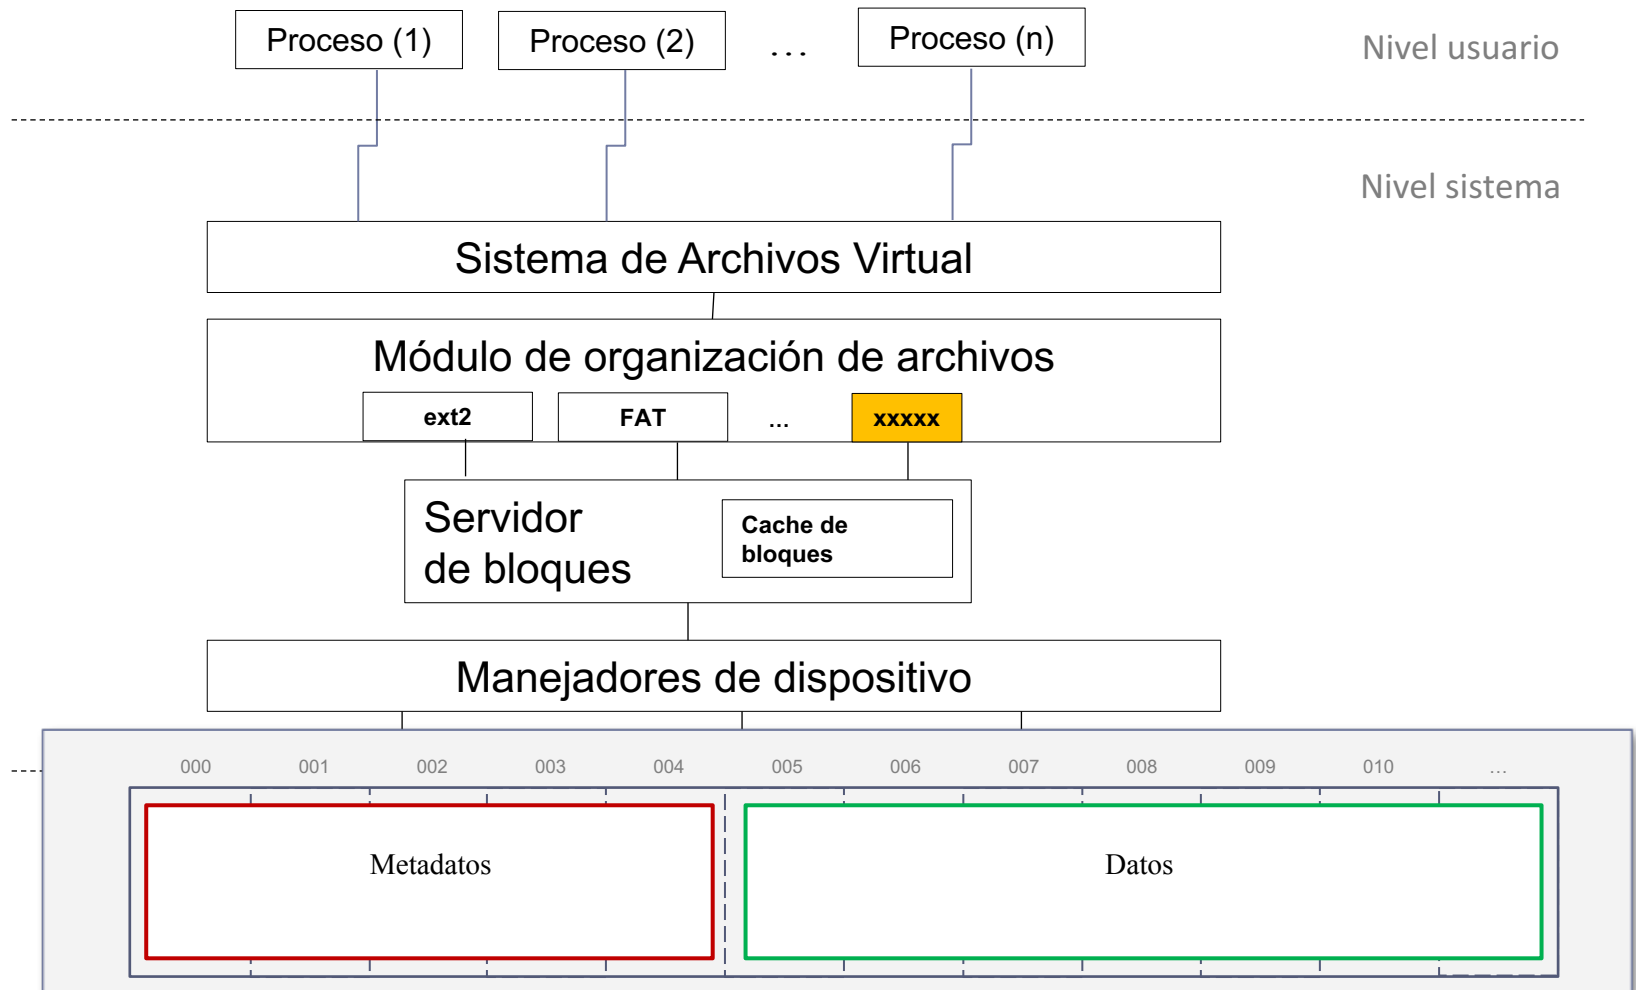 Proceso (1)
Proceso (2)
...
Proceso (n)
Nivel usuario
Nivel sistema
Sistema de Archivos Virtual
Módulo de organización de archivos
ext2
FAT
...
xxxxx
Servidor
de bloques
Cache de
bloques
Manejadores de dispositivo
000 001 002 003 004 005 006 007 008 009 010 ...
Metadatos
Datos